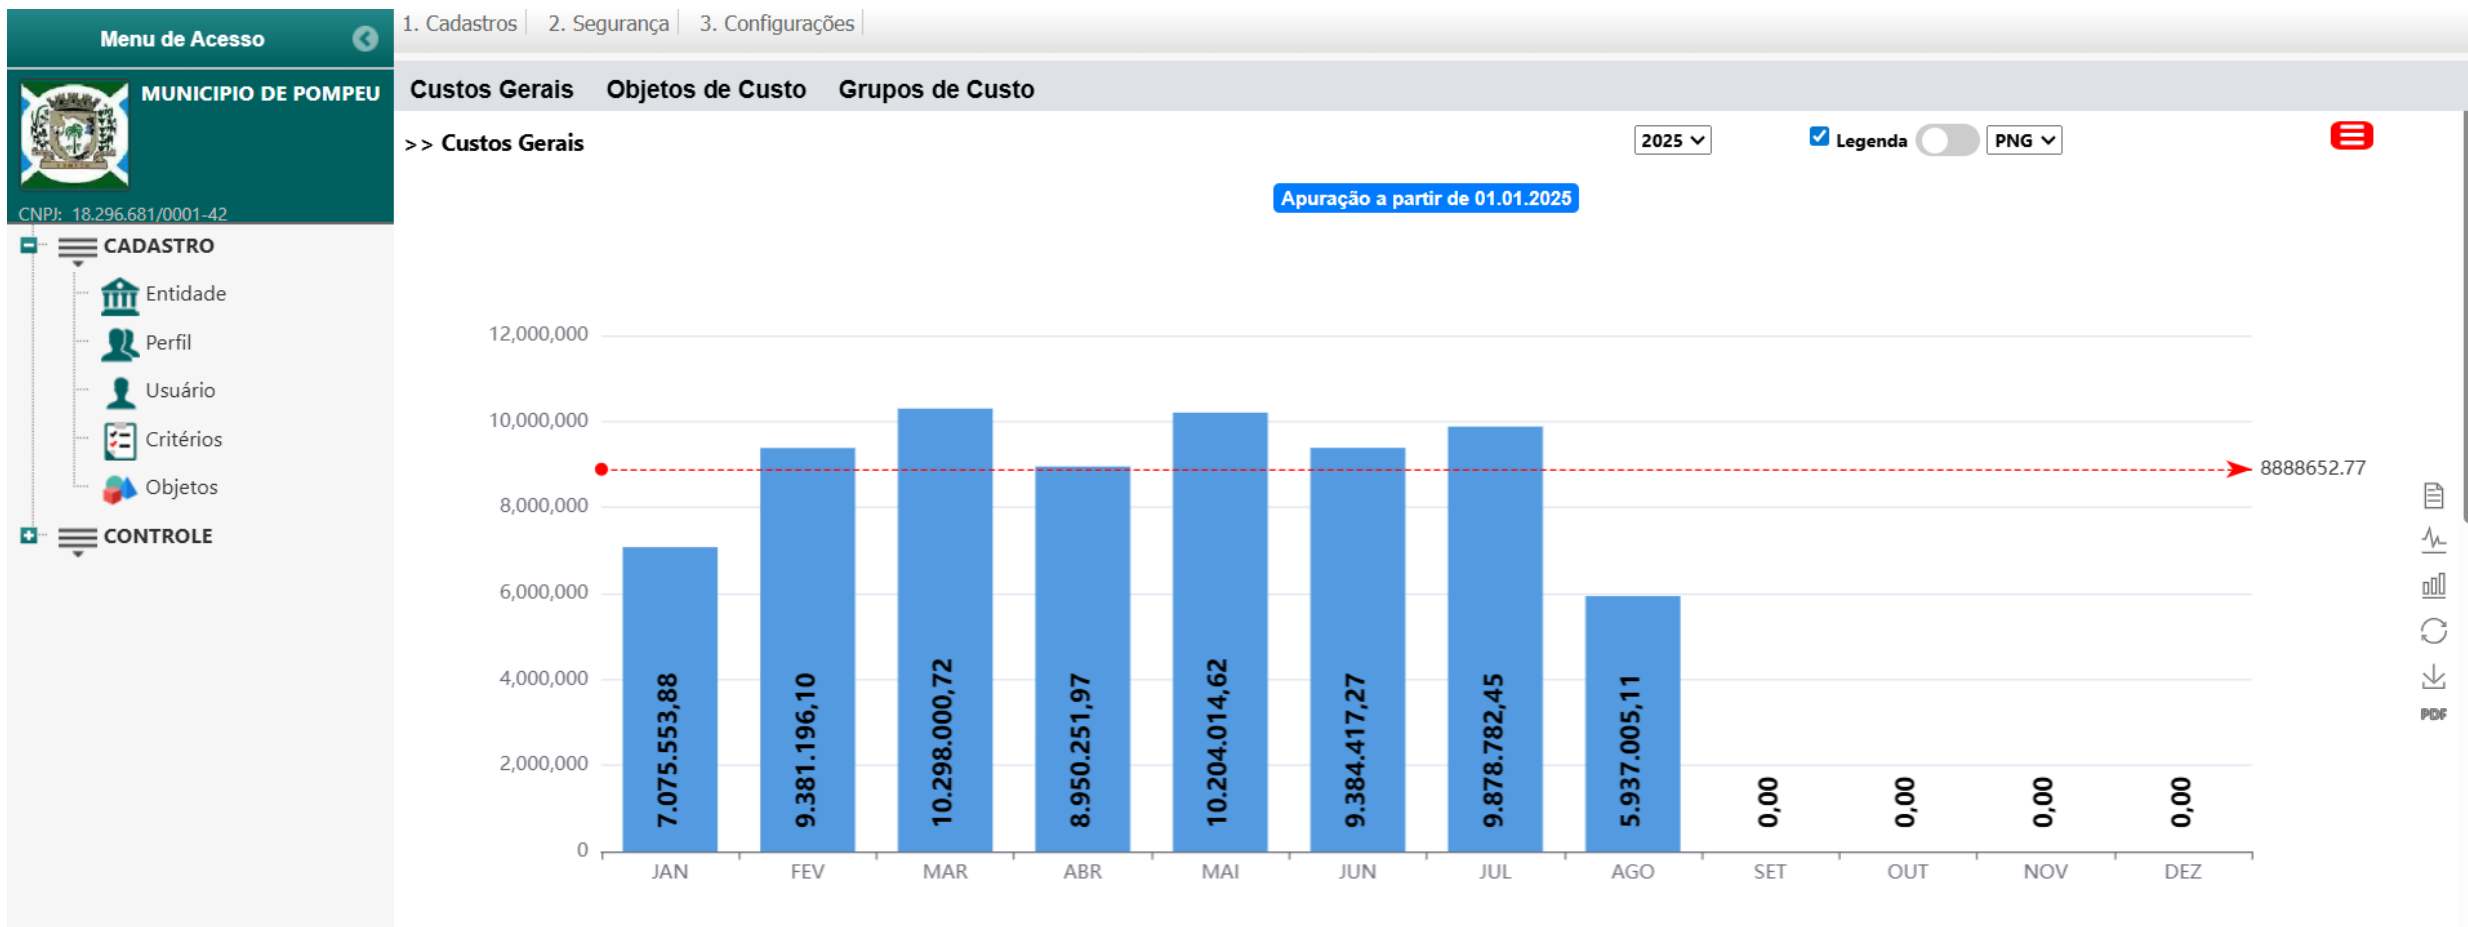 Menu de Acesso
1. Cadastros
2. Segurança
3. Configurações
MUNICIPIO DE POMPEU
CNPJ: 18.296.681/0001-42
Custos Gerais
Objetos de Custo
Grupos de Custo
>> Custos Gerais
2025
Legenda
PNG
Apuração a partir de 01.01.2025
CADASTRO
Entidade
Perfil
Usuário
Critérios
Objetos
CONTROLE
12,000,000
10,000,000
8,000,000
6,000,000
4,000,000
2,000,000
0
8888652.77
7.075.553,88
9.381.196,10
10.298.000,72
8.950.251,97
10.204.014,62
9.384.417,27
9.878.782,45
5.937.005,11
0,00
0,00
0,00
0,00
JAN
FEV
MAR
ABR
MAI
JUN
JUL
AGO
SET
OUT
NOV
DEZ
PDF